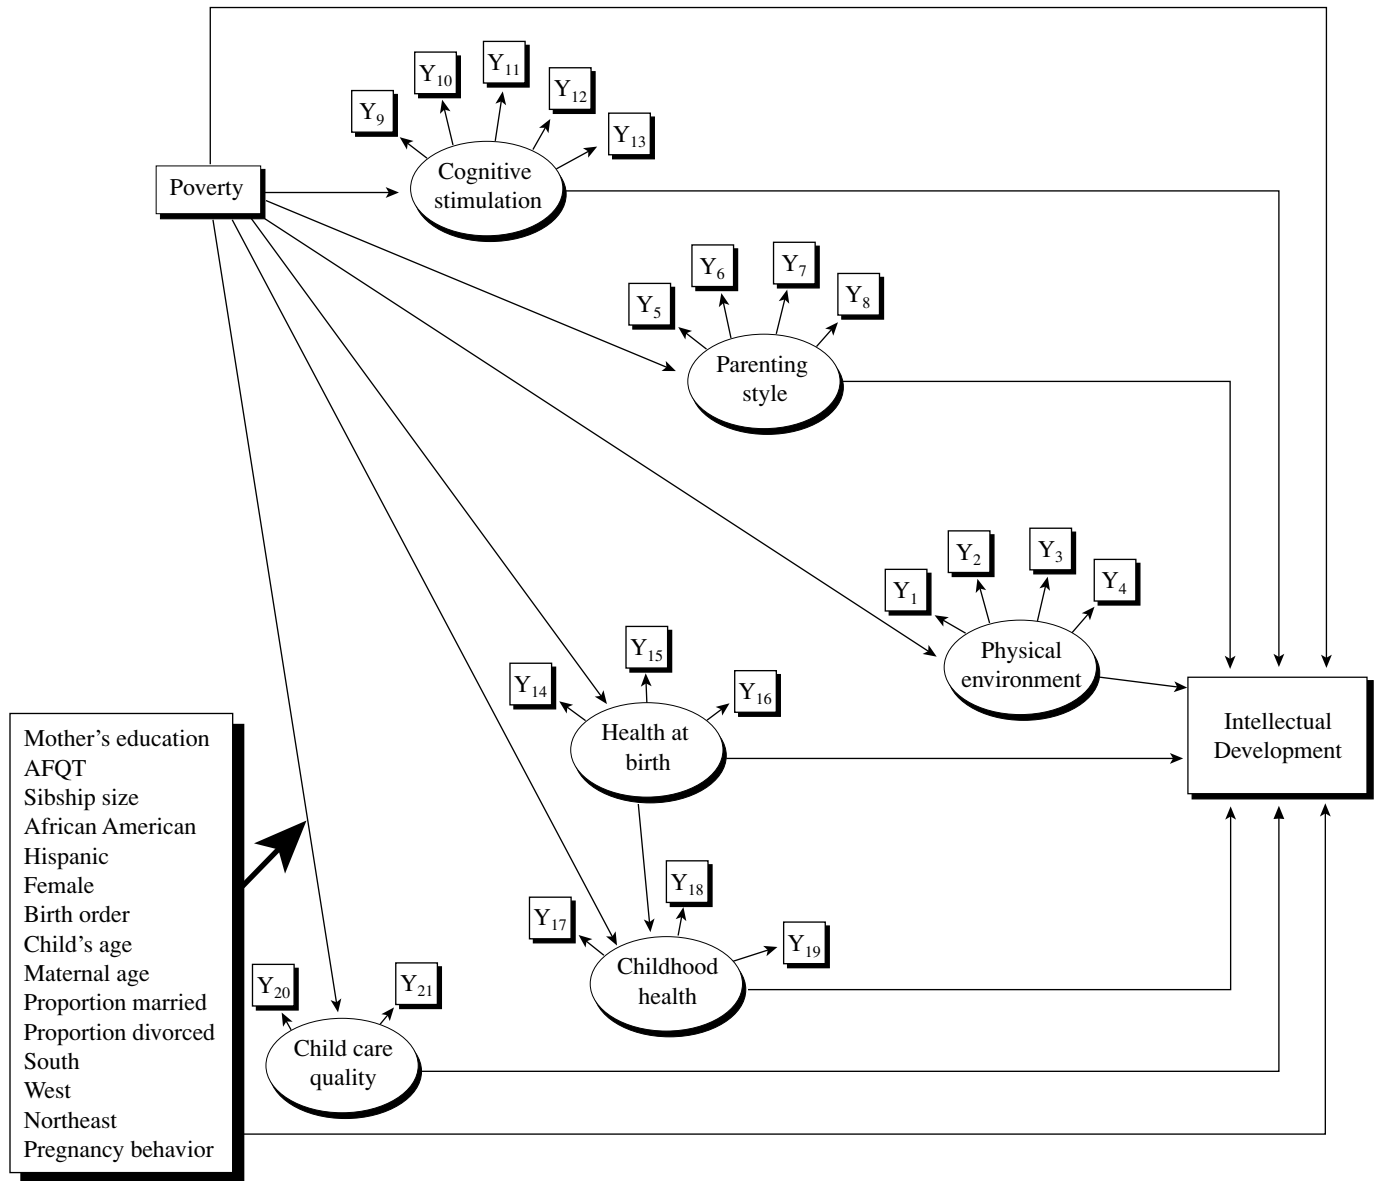 Y11
Y10
Y12
Y9
Y13
Cognitive
stimulation
Poverty
Y6
Y7
Y5
Y8
Parenting
style
Y2
Y3
Y1
Y4
Physical
environment
Y15
Y14
Y16
Health at
birth
Intellectual
Development
Mother’s education
AFQT
Sibship size
African American
Hispanic
Female
Birth order
Child’s age
Maternal age
Proportion married
Proportion divorced
South
West
Northeast
Pregnancy behavior
Y18
Y17
Y19
Childhood
health
Y20
Y21
Child care
quality